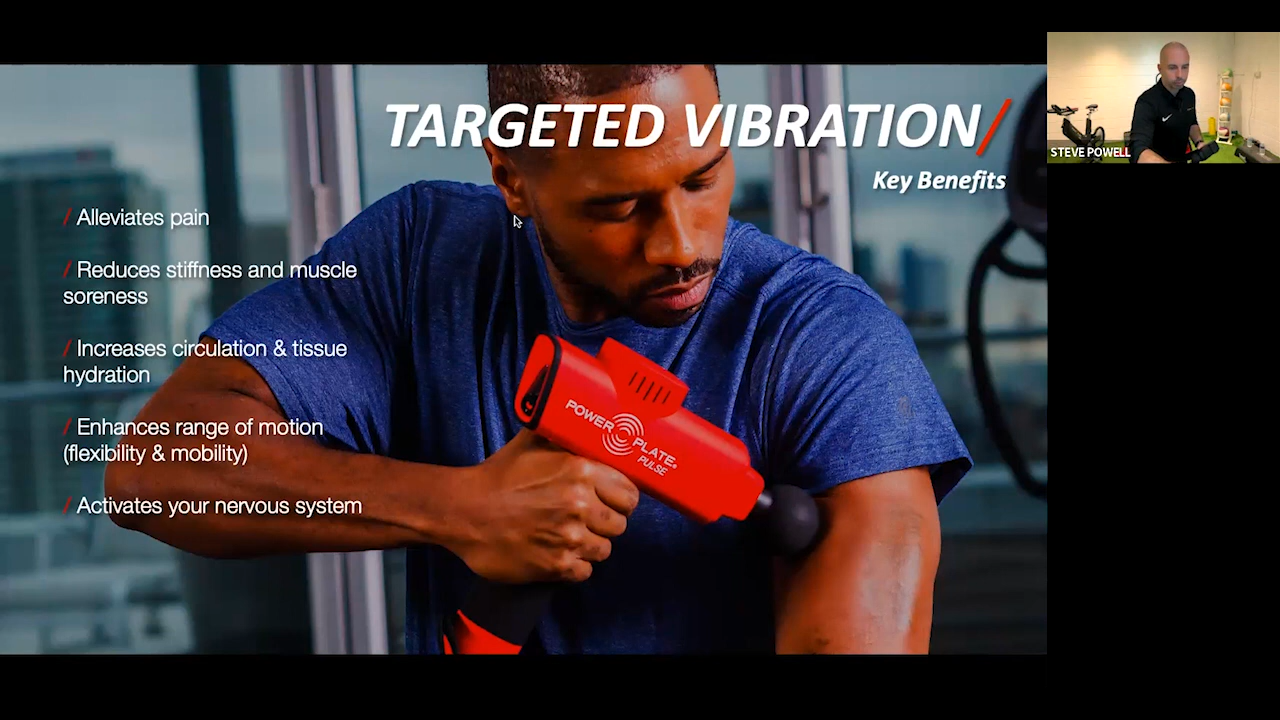 TARGETED VIBRATION/
Key Benefits
/ Alleviates pain
/ Reduces stiffness and muscle
soreness
/ Increases circulation & tissue
hydration
/ Enhances range of motion
(flexibility & mobility)
/ Activates your nervous system
POWER PLATE®
PULSE
STEVE POWELL